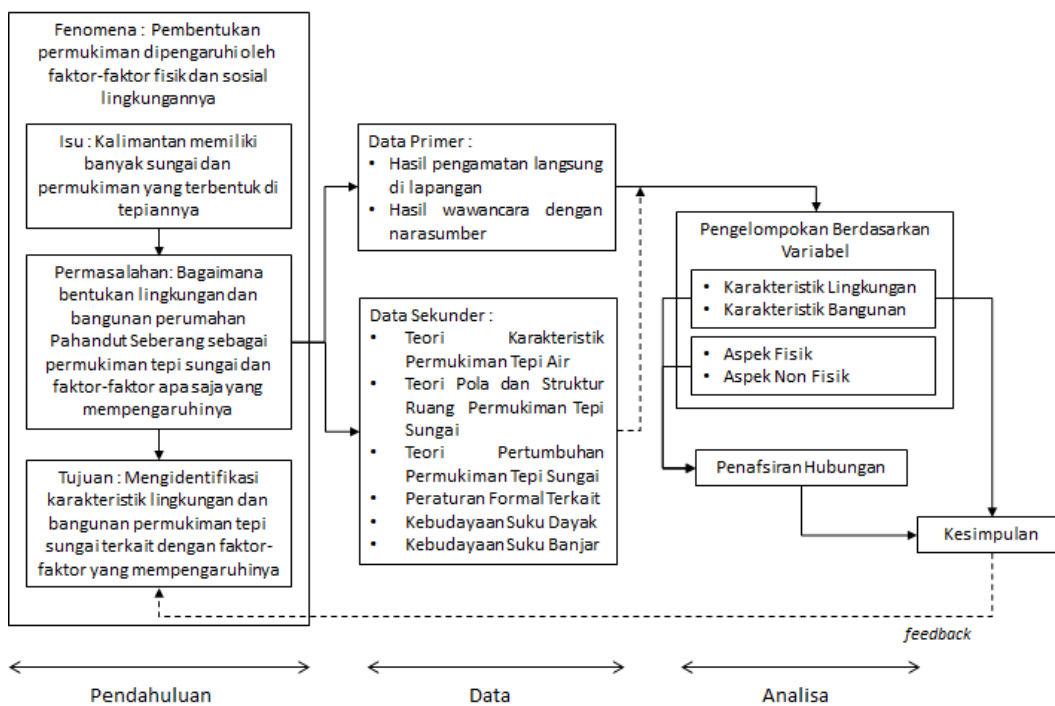 Fenomena : Pembentukan
permukiman dipengaruhi oleh
faktor-faktor fisik dan sosial
lingkungannya
Isu : Kalimantan memiliki
banyak sungai dan
permukiman yang terbentuk di
tepiannya
Permasalahan: Bagaimana
bentukan lingkungan dan
bangunan perumahan
Pahandut Seberang sebagai
permukiman tepi sungai dan
faktor-faktor apa saja yang
mempengaruhinya
Tujuan : Mengidentifikasi
karakteristik lingkungan dan
bangunan permukiman tepi
sungai terkait dengan faktor-
faktor yang mempengaruhinya
Data Primer :
• Hasil pengamatan langsung
di lapangan
• Hasil wawancara dengan
narasumber
Data Sekunder :
• Teori Karakteristik
Permukiman Tepi Air
• Teori Pola dan Struktur
Ruang Permukiman Tepi
Sungai
• Teori Pertumbuhan
Permukiman Tepi Sungai
• Peraturan Formal Terkait
• Kebudayaan Suku Dayak
• Kebudayaan Suku Banjar
Pengelompokan Berdasarkan
Variabel
• Karakteristik Lingkungan
• Karakteristik Bangunan
• Aspek Fisik
• Aspek Non Fisik
Penafsiran Hubungan
Kesimpulan
feedback
Pendahuluan
Data
Analisa